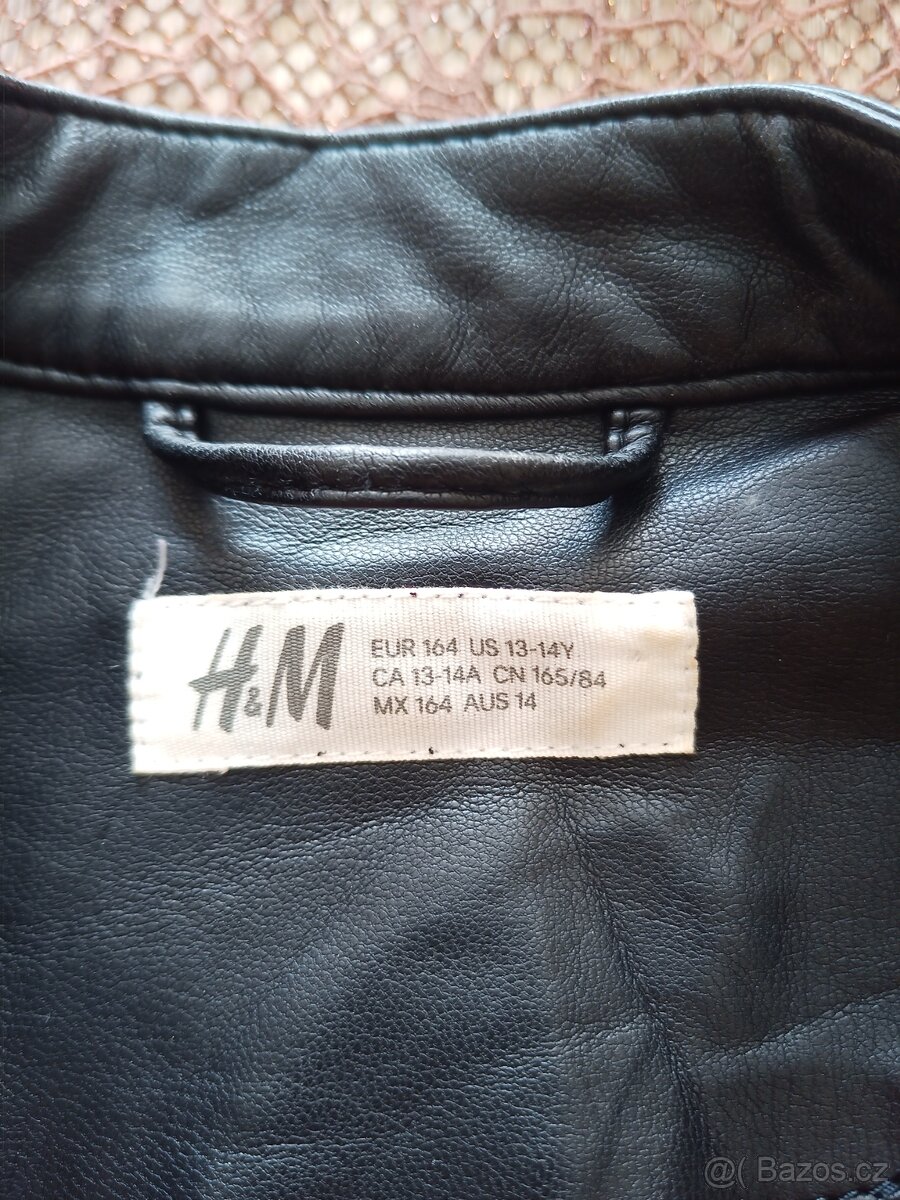 H&M
EUR 164 US 13-14Y
CA 13-14A CN 165/84
MX 164 AUS 14
@( Bazos.cz